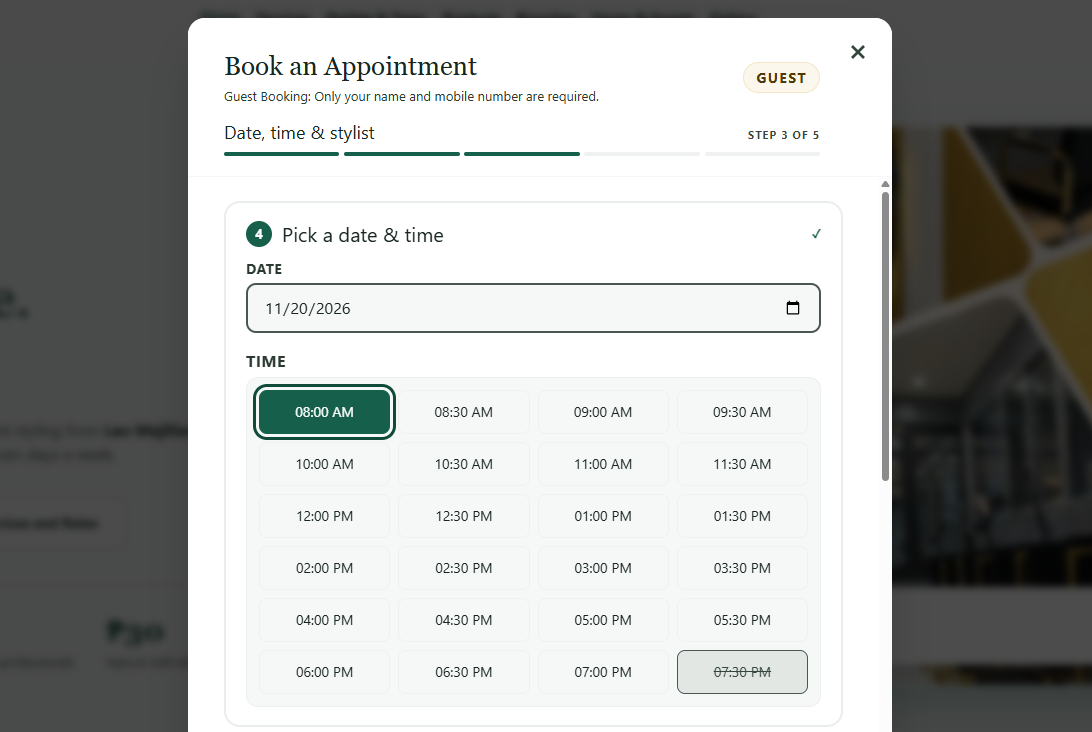 Book an Appointment
GUEST
Guest Booking: Only your name and mobile number are required.
Date, time & stylist
STEP 3 OF 5
4 Pick a date & time ✓
DATE
11/20/2026
TIME
08:00 AM 08:30 AM 09:00 AM 09:30 AM
10:00 AM 10:30 AM 11:00 AM 11:30 AM
12:00 PM 12:30 PM 01:00 PM 01:30 PM
02:00 PM 02:30 PM 03:00 PM 03:30 PM
04:00 PM 04:30 PM 05:00 PM 05:30 PM
06:00 PM 06:30 PM 07:00 PM 07:30 PM
₱30